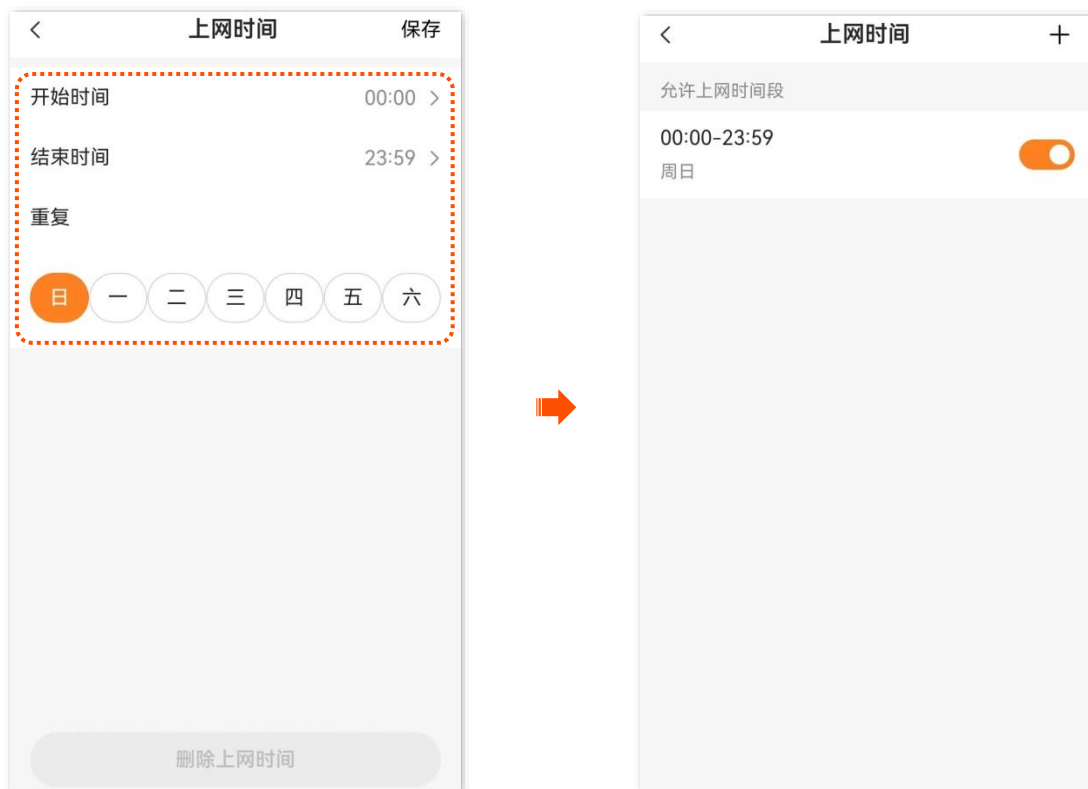 上网时间 保存
开始时间 00:00
结束时间 23:59
重复
日 一 二 三 四 五 六
删除上网时间
上网时间
允许上网时间段
00:00-23:59
周日